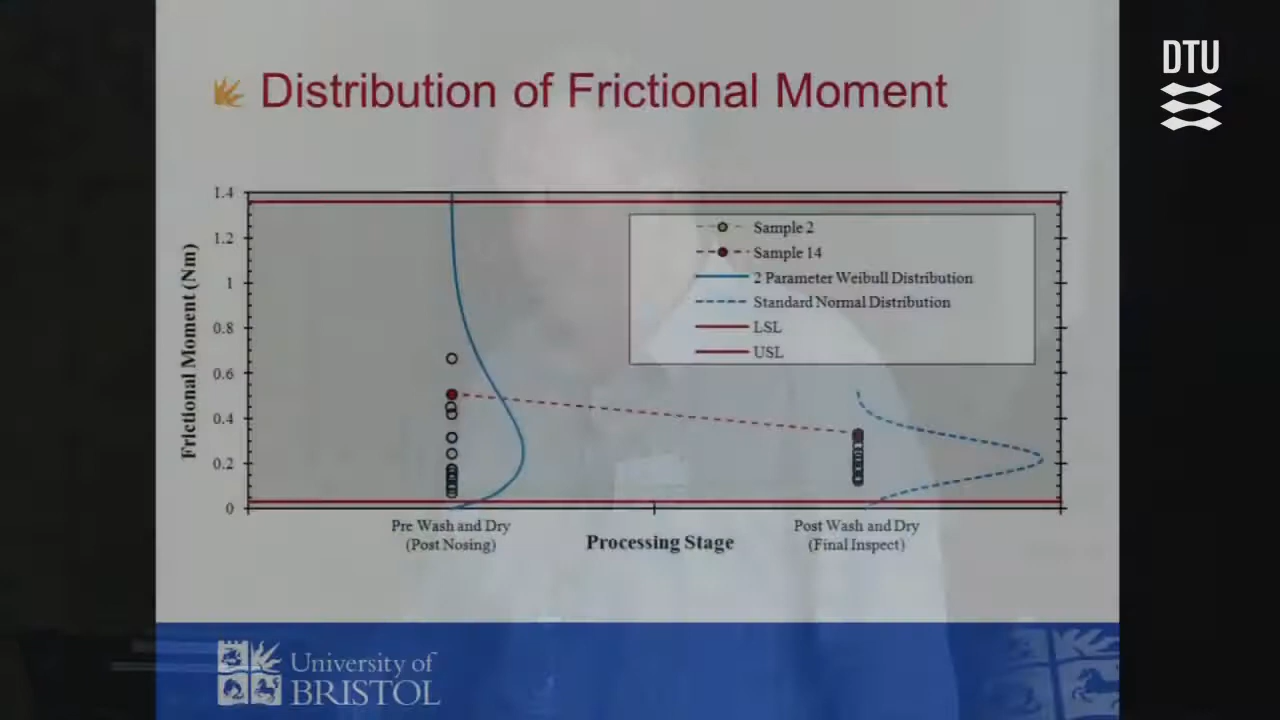 DTU
Distribution of Frictional Moment
1.4
1.2
1
0.8
0.6
0.4
0.2
0
Frictional Moment (Nm)
Sample 2
Sample 14
2 Parameter Weibull Distribution
Standard Normal Distribution
LSL
USL
Pre Wash and Dry
(Post Nosing)
Processing Stage
Post Wash and Dry
(Final Inspect)
University of
BRISTOL